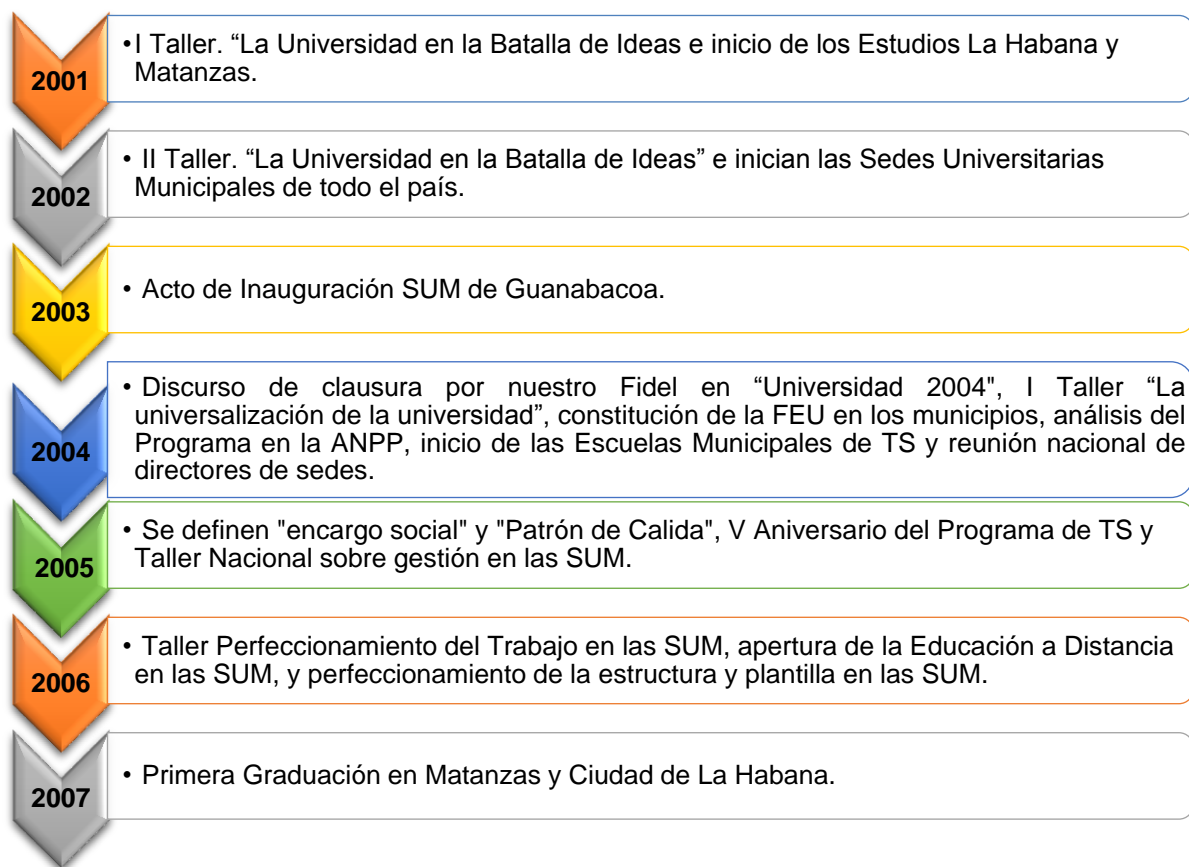 2001
•I Taller. “La Universidad en la Batalla de Ideas e inicio de los Estudios La Habana y
Matanzas.
2002
• II Taller. “La Universidad en la Batalla de Ideas” e inician las Sedes Universitarias
Municipales de todo el país.
2003
• Acto de Inauguración SUM de Guanabacoa.
2004
• Discurso de clausura por nuestro Fidel en “Universidad 2004", I Taller “La
universalización de la universidad”, constitución de la FEU en los municipios, análisis del
Programa en la ANPP, inicio de las Escuelas Municipales de TS y reunión nacional de
directores de sedes.
2005
• Se definen "encargo social" y "Patrón de Calida", V Aniversario del Programa de TS y
Taller Nacional sobre gestión en las SUM.
2006
• Taller Perfeccionamiento del Trabajo en las SUM, apertura de la Educación a Distancia
en las SUM, y perfeccionamiento de la estructura y plantilla en las SUM.
2007
• Primera Graduación en Matanzas y Ciudad de La Habana.